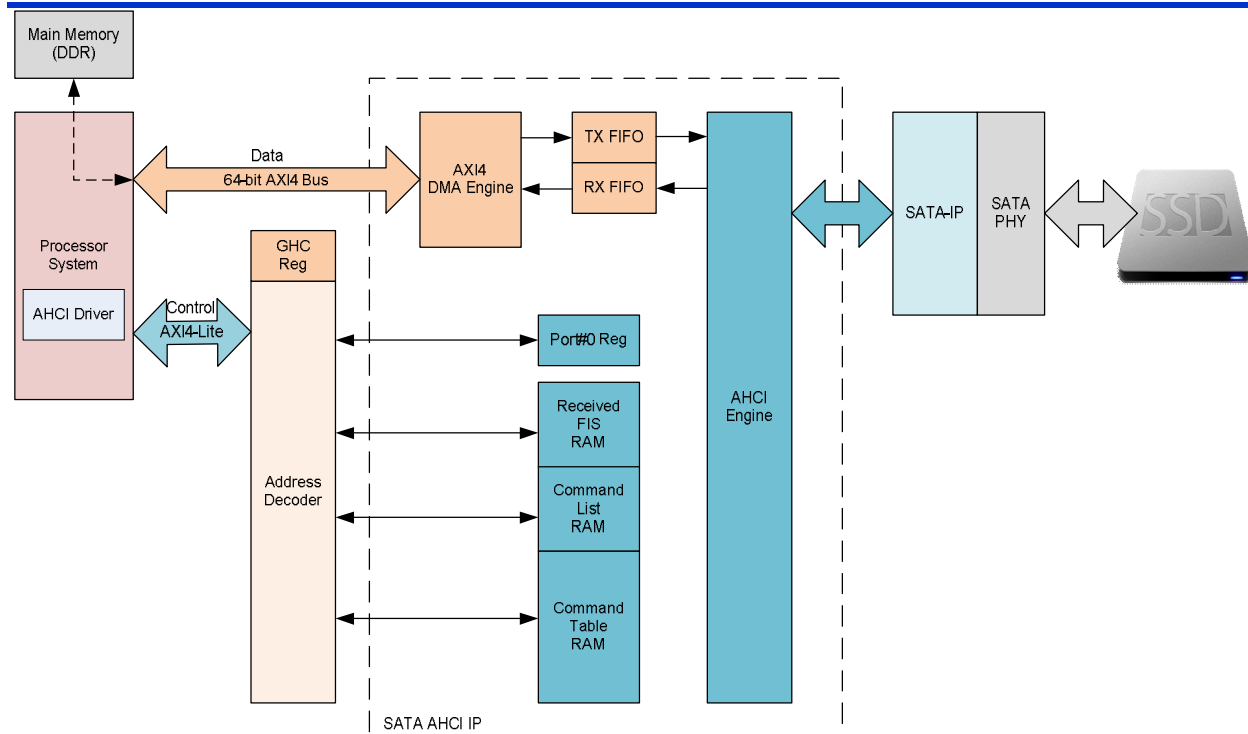 Main Memory
(DDR)
Processor
System
AHCI Driver
Data
64-bit AXI4 Bus
Control
AXI4-Lite
GHC
Reg
Address
Decoder
AXI4
DMA Engine
TX FIFO
RX FIFO
Port#0 Reg
Received
FIS
RAM
Command
List
RAM
Command
Table
RAM
AHCI
Engine
SATA AHCI IP
SATA-IP
SATA
PHY
SSD